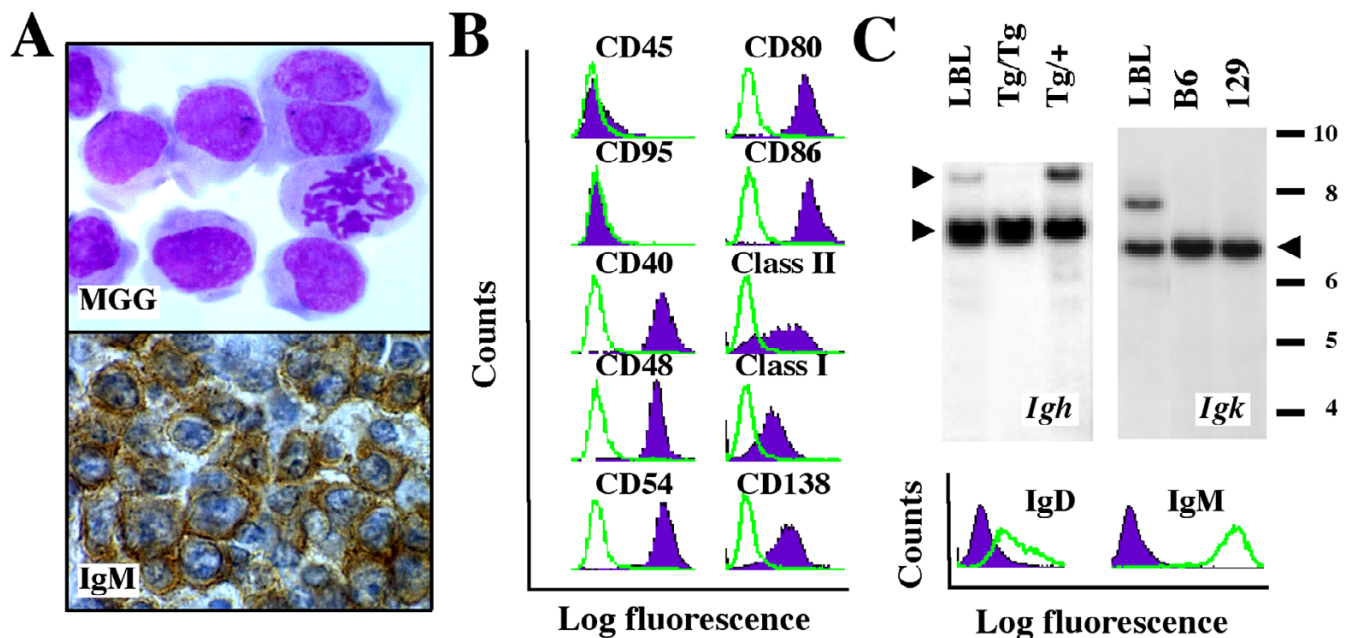 A
MGG
IgM
B
CD45 CD80
CD95 CD86
CD40 Class II
CD48 Class I
CD54 CD138
Counts
Log fluorescence
C
LBL Tg/Tg Tg/+
LBL B6 129
10
8
6
5
4
Igh
Igk
IgD IgM
Counts
Log fluorescence